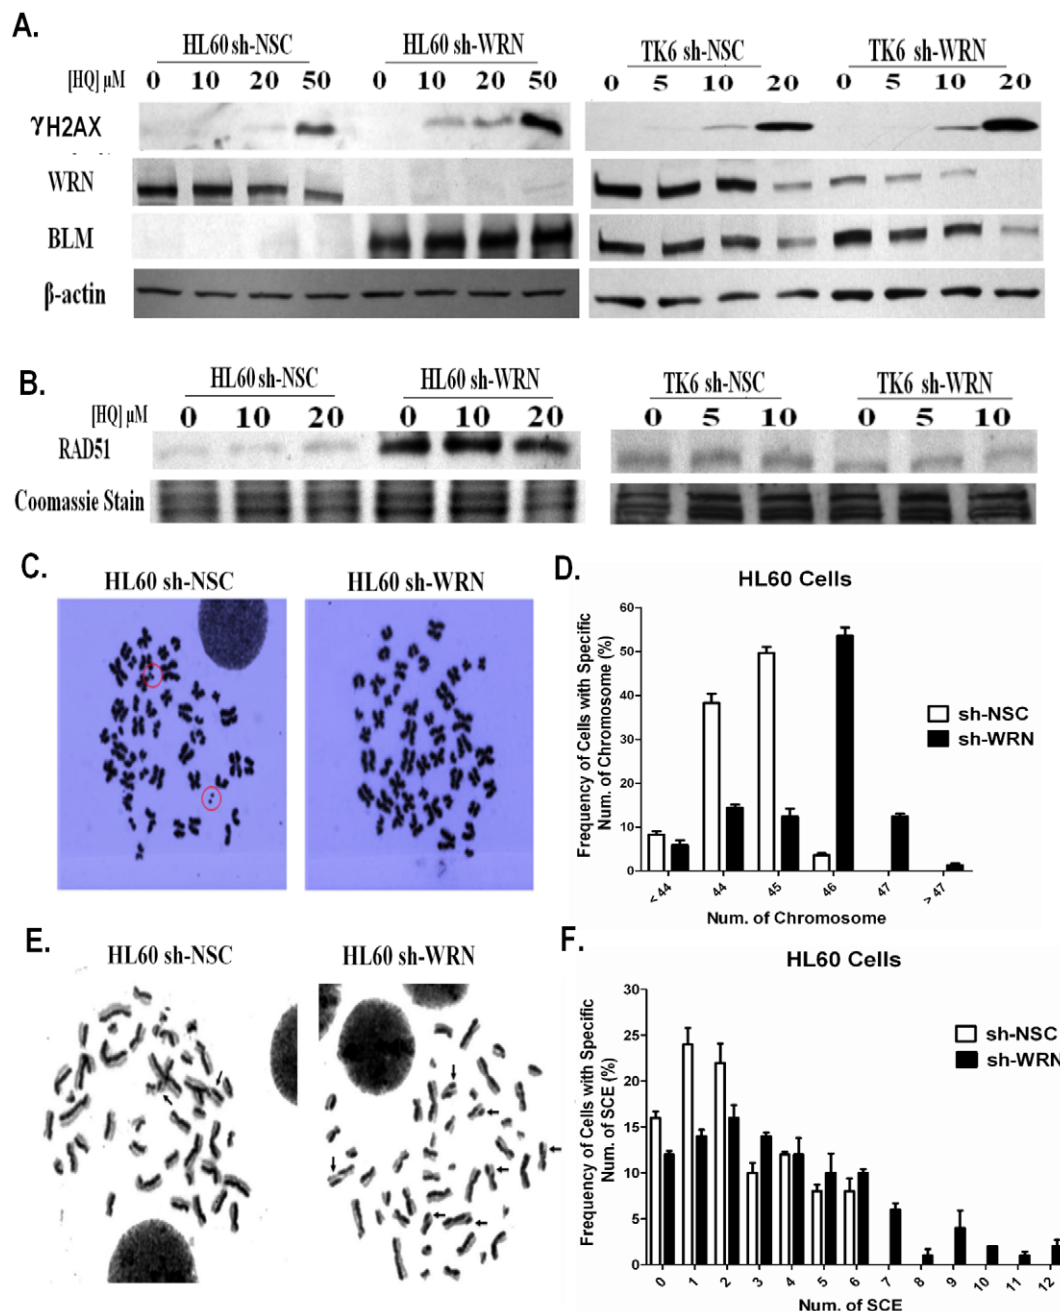 A.
HL60 sh-NSC HL60 sh-WRN TK6 sh-NSC TK6 sh-WRN
[HQ] μM 0 10 20 50 0 10 20 50 0 5 10 20 0 5 10 20
γH2AX
WRN
BLM
β-actin
B.
HL60 sh-NSC HL60 sh-WRN TK6 sh-NSC TK6 sh-WRN
[HQ] μM 0 10 20 0 10 20 0 5 10 0 5 10
RAD51
Coomassie Stain
C.
HL60 sh-NSC HL60 sh-WRN
D.
HL60 Cells
Frequency of Cells with Specific
Num. of Chromosome (%)
60
50
40
30
20
10
0
sh-NSC
sh-WRN
< 44 44 45 46 47 > 47
Num. of Chromosome
E.
HL60 sh-NSC HL60 sh-WRN
F.
HL60 Cells
Frequency of Cells with Specific
Num. of SCE (%)
30
25
20
15
10
5
0
sh-NSC
sh-WRN
0 1 2 3 4 5 6 7 8 9 10 11 12
Num. of SCE